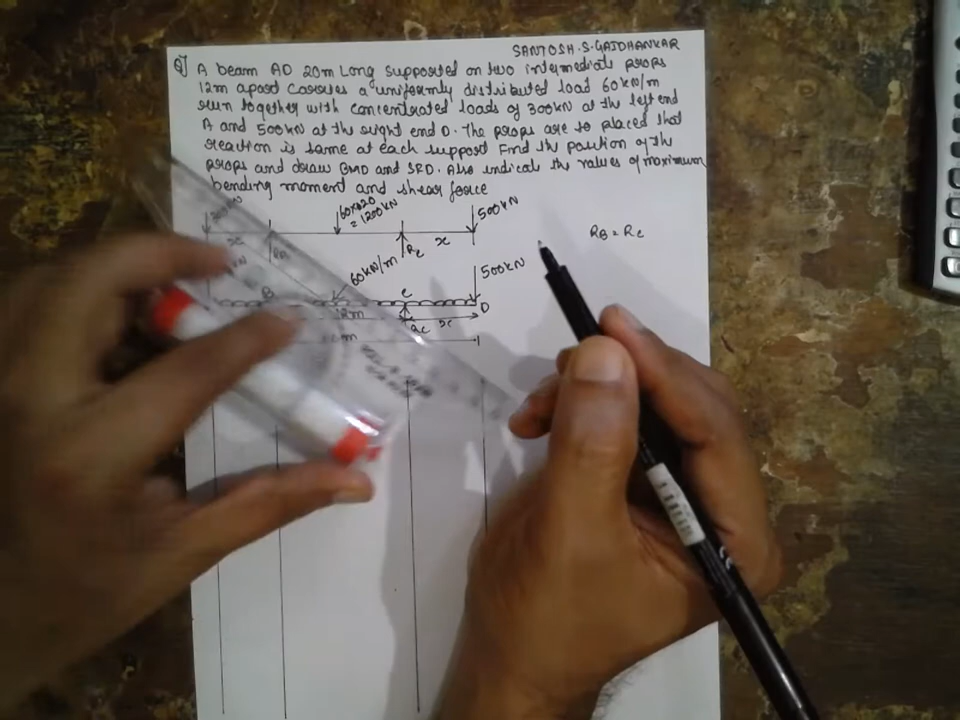 SANTOSH.S.GAJDHANKAR
Q] A beam AD 20m Long supported on two intermediate props
12m apart carries a uniformly distributed load 60kN/m
run together with concentrated loads of 300kN at the left end
A and 500kN at the right end D. The props are to placed that
reaction is same at each support Find the position of the
props and draw BMD and SFD. Also indicate the values of maximum
bending moment and shear force
60×20
= 1200kN
500kN
x
Rc
x
RB = Rc
60kN/m
500kN
B
C
D
12m
Rc
x